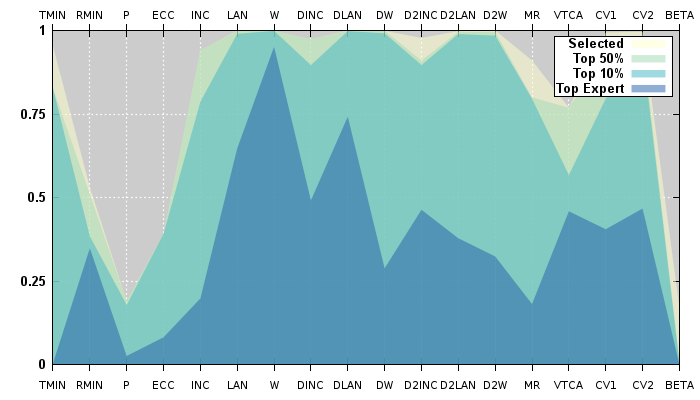 TMIN RMIN P ECC INC LAN W DINC DLAN DW D2INC D2LAN D2W MR VTCA CV1 CV2 BETA
1
Selected
Top 50%
Top 10%
Top Expert
0.75
0.5
0.25
0
TMIN RMIN P ECC INC LAN W DINC DLAN DW D2INC D2LAN D2W MR VTCA CV1 CV2 BETA